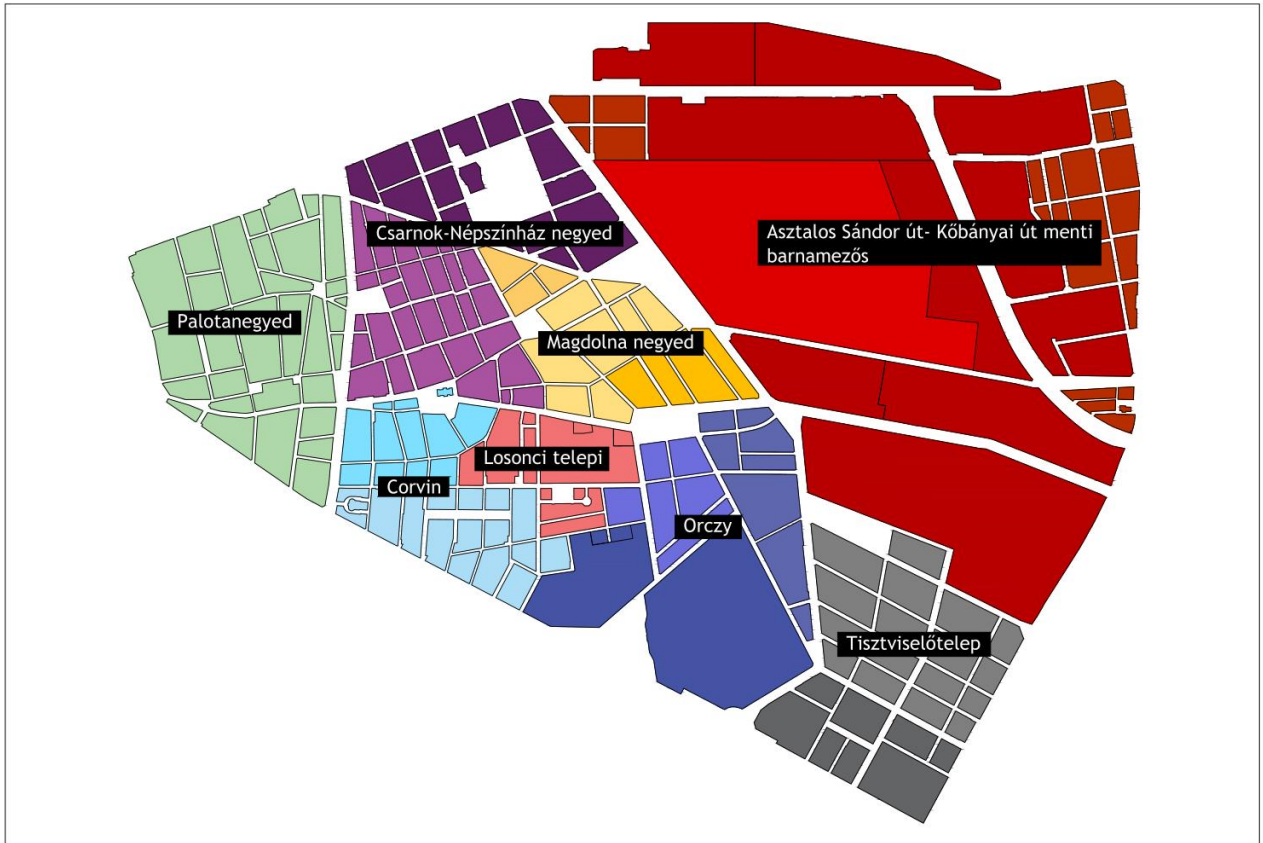 Csarnok-Népszínház negyed
Asztalos Sándor út- Kőbányai út menti
barnamezős
Palotanegyed
Magdolna negyed
Losonci telepi
Corvin
Orczy
Tisztviselőtelep